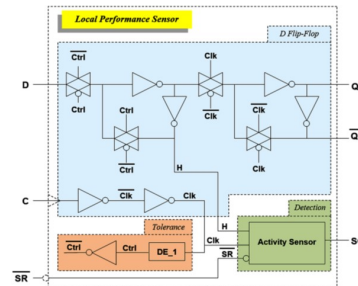 Local Performance Sensor
D Flip-Flop
Ctrl
Clk
D
Q
Ctrl
Clk
Ctrl
Clk
Ctrl
Clk
Q
H
C
Clk
Clk
Detection
Tolerance
H
Ctrl
Ctrl
DE_1
Clk
Activity Sensor
SR
SR